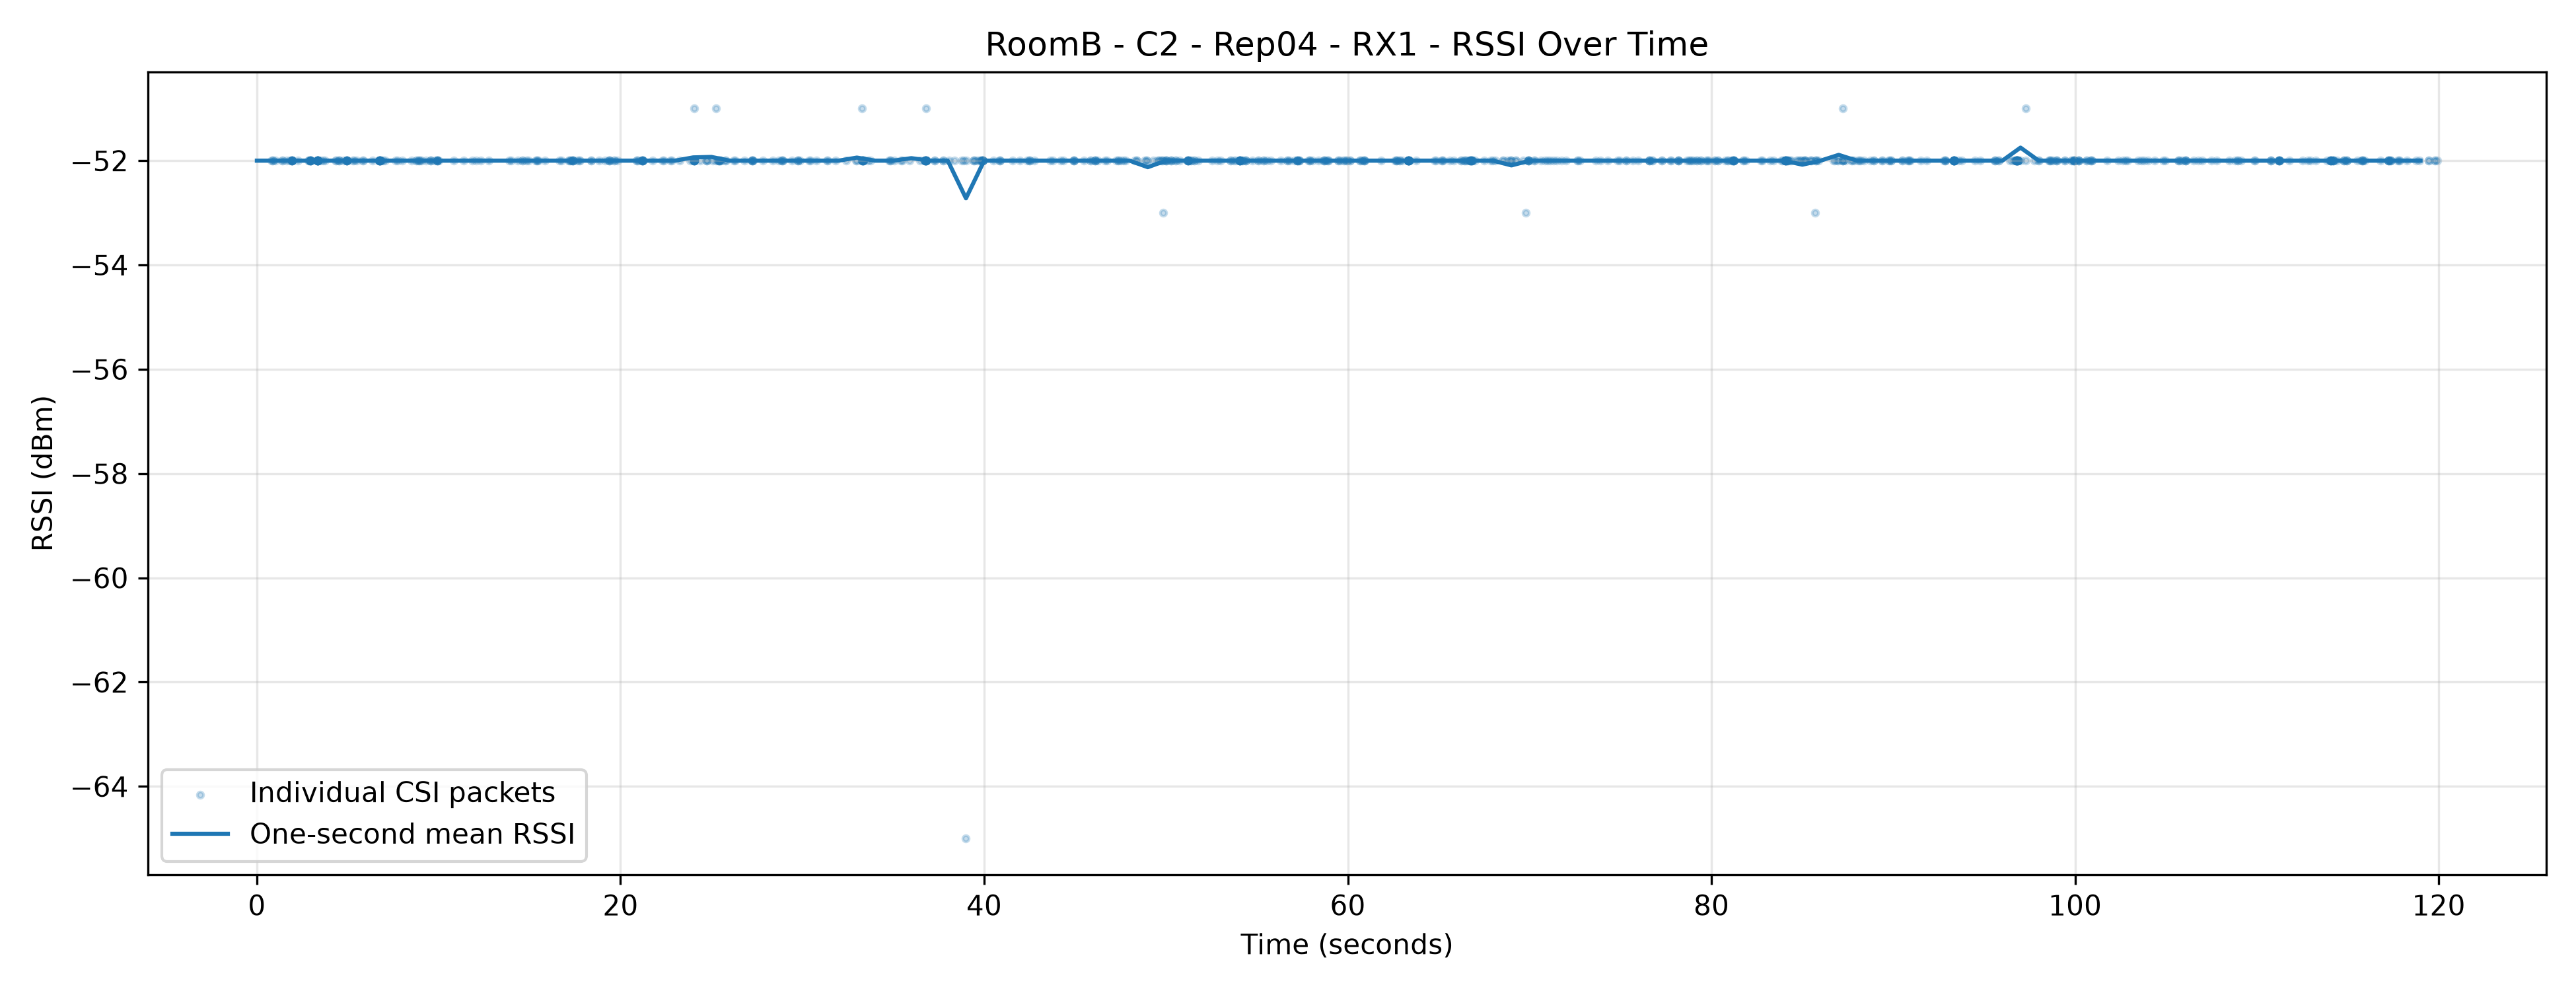 RoomB - C2 - Rep04 - RX1 - RSSI Over Time
RSSI (dBm)
−52
−54
−56
−58
−60
−62
−64
Individual CSI packets
One-second mean RSSI
0 20 40 60 80 100 120
Time (seconds)